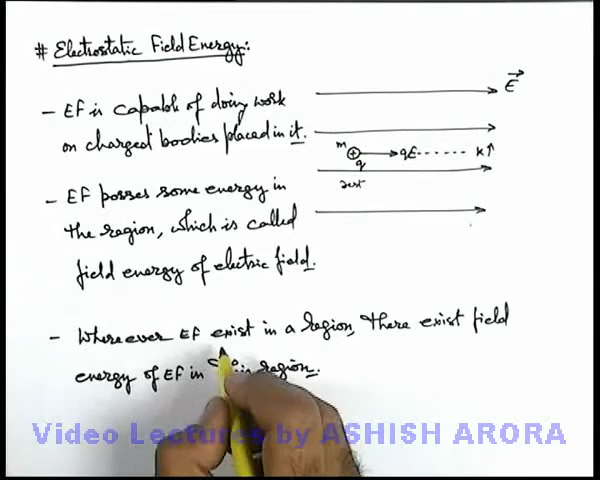 # Electrostatic Field Energy:
- EF is capable of doing work
on charged bodies placed in it.
- EF posses some energy in
the region, which is called
field energy of electric field.
- Whereever EF exist in a region, there exist field
energy of EF in region.
E
m + q qE K↑
rest
Video Lectures by ASHISH ARORA